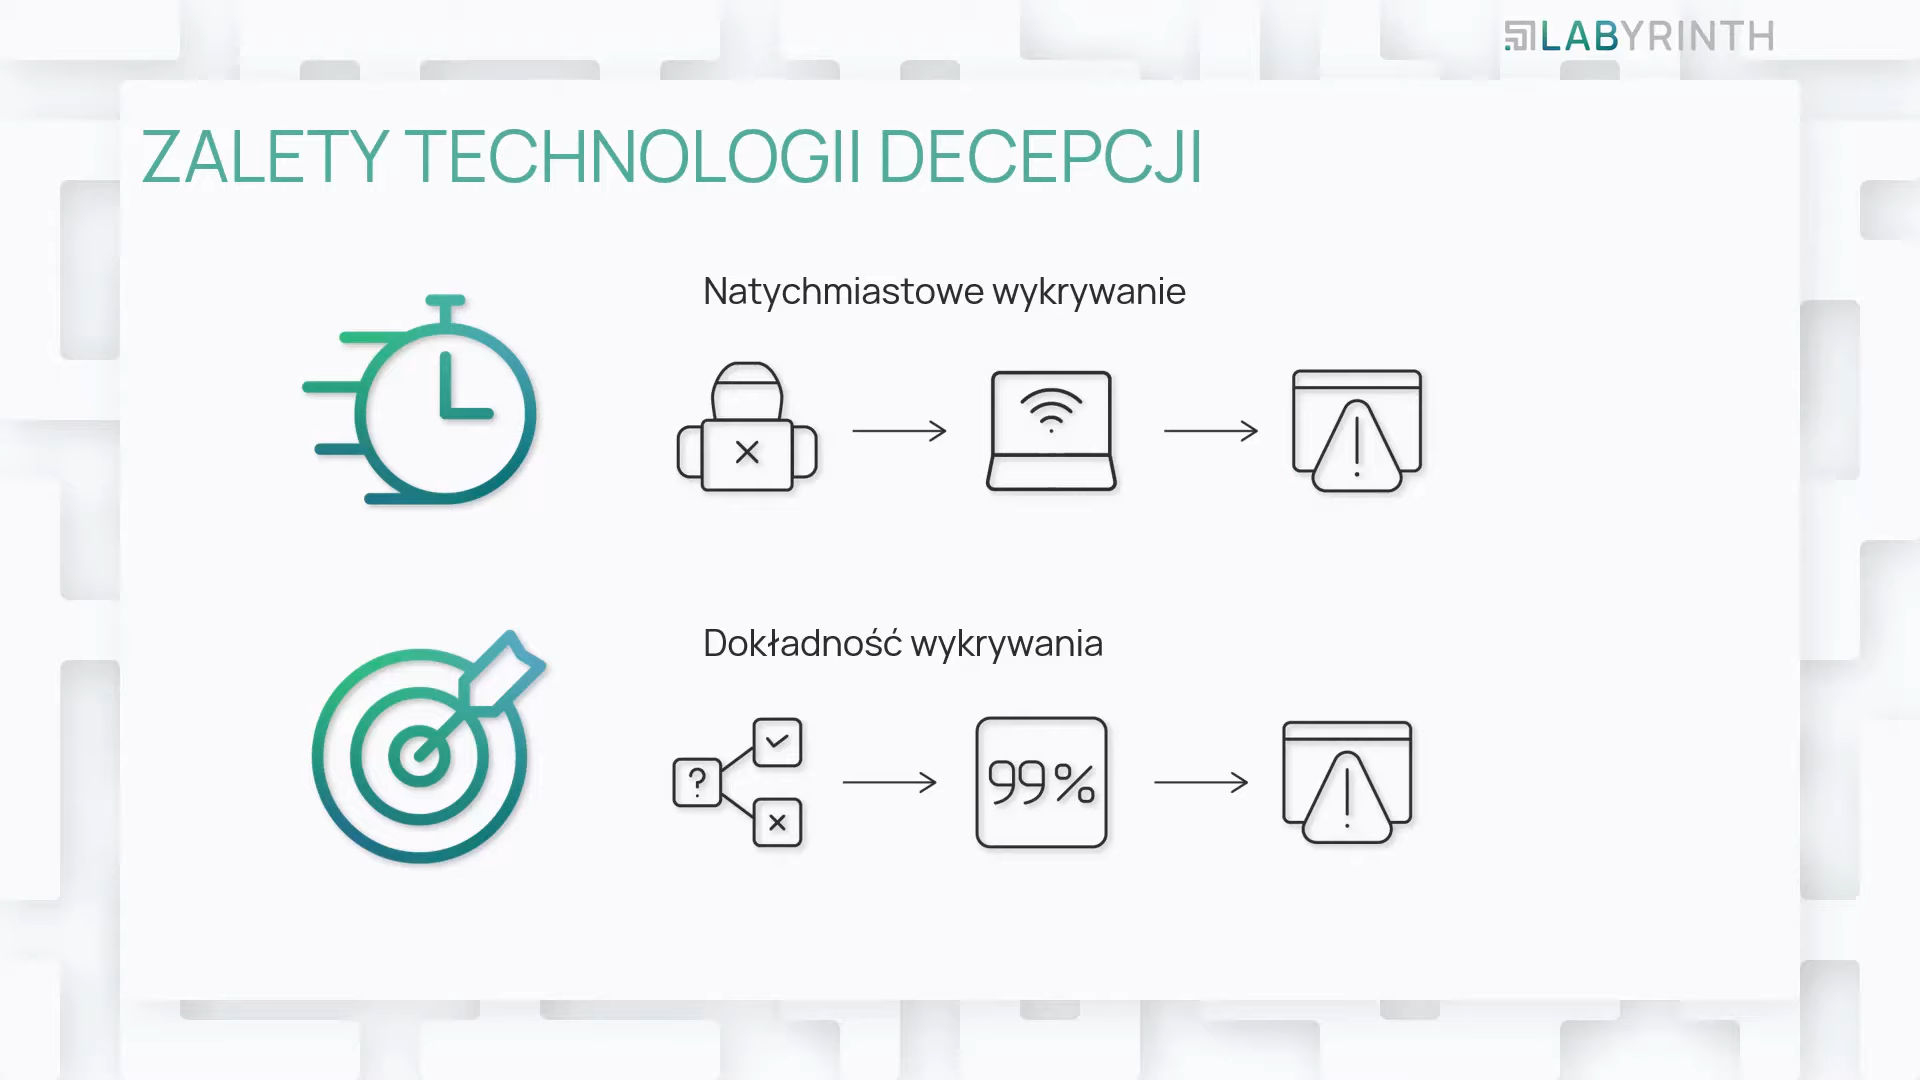 LABYRINTH
ZALETY TECHNOLOGII DECEPCJI
Natychmiastowe wykrywanie
Dokładność wykrywania
?
99%